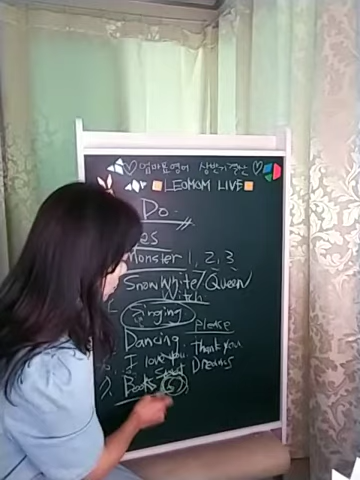 ♡엄마표영어 상반기결산♡
LEOMOM LIVE
Do
es
Monster 1, 2, 3
Snow White/Queen
Witch
Singing
please
Dancing. Thank you
I love you
Sweet Dreams
Books 5